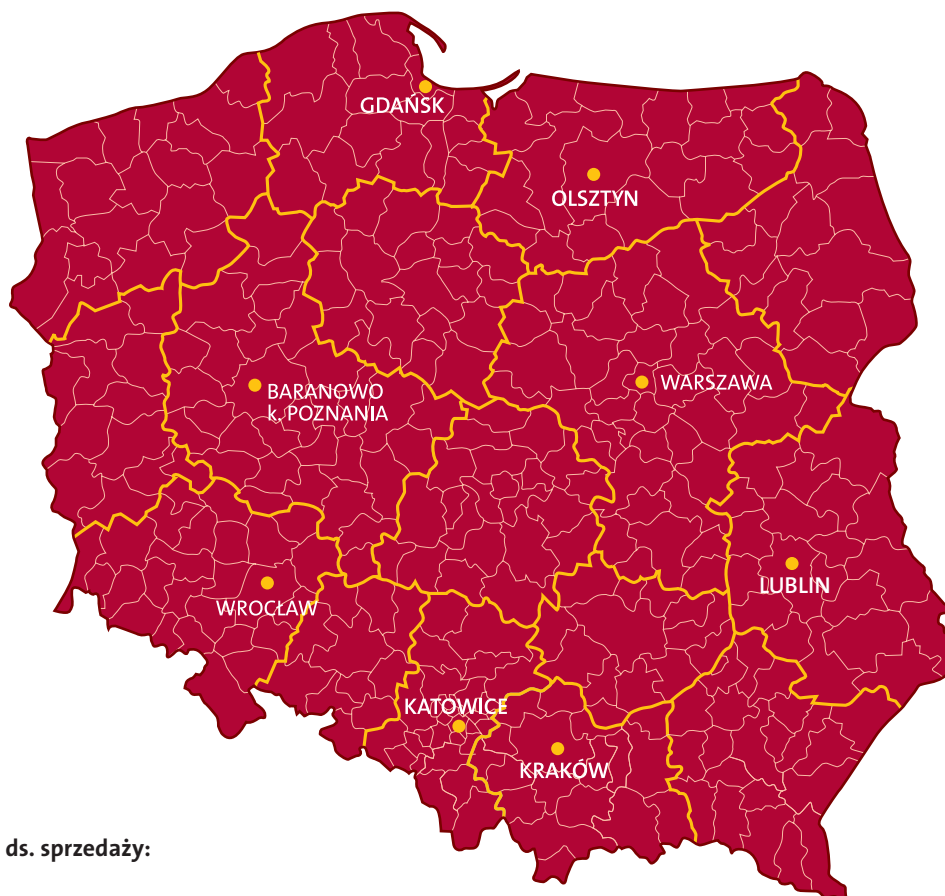 GDAŃSK
OLSZTYN
WARSZAWA
BARANOWO
k. POZNANIA
LUBLIN
WROCŁAW
KATOWICE
KRAKÓW
ds. sprzedaży: